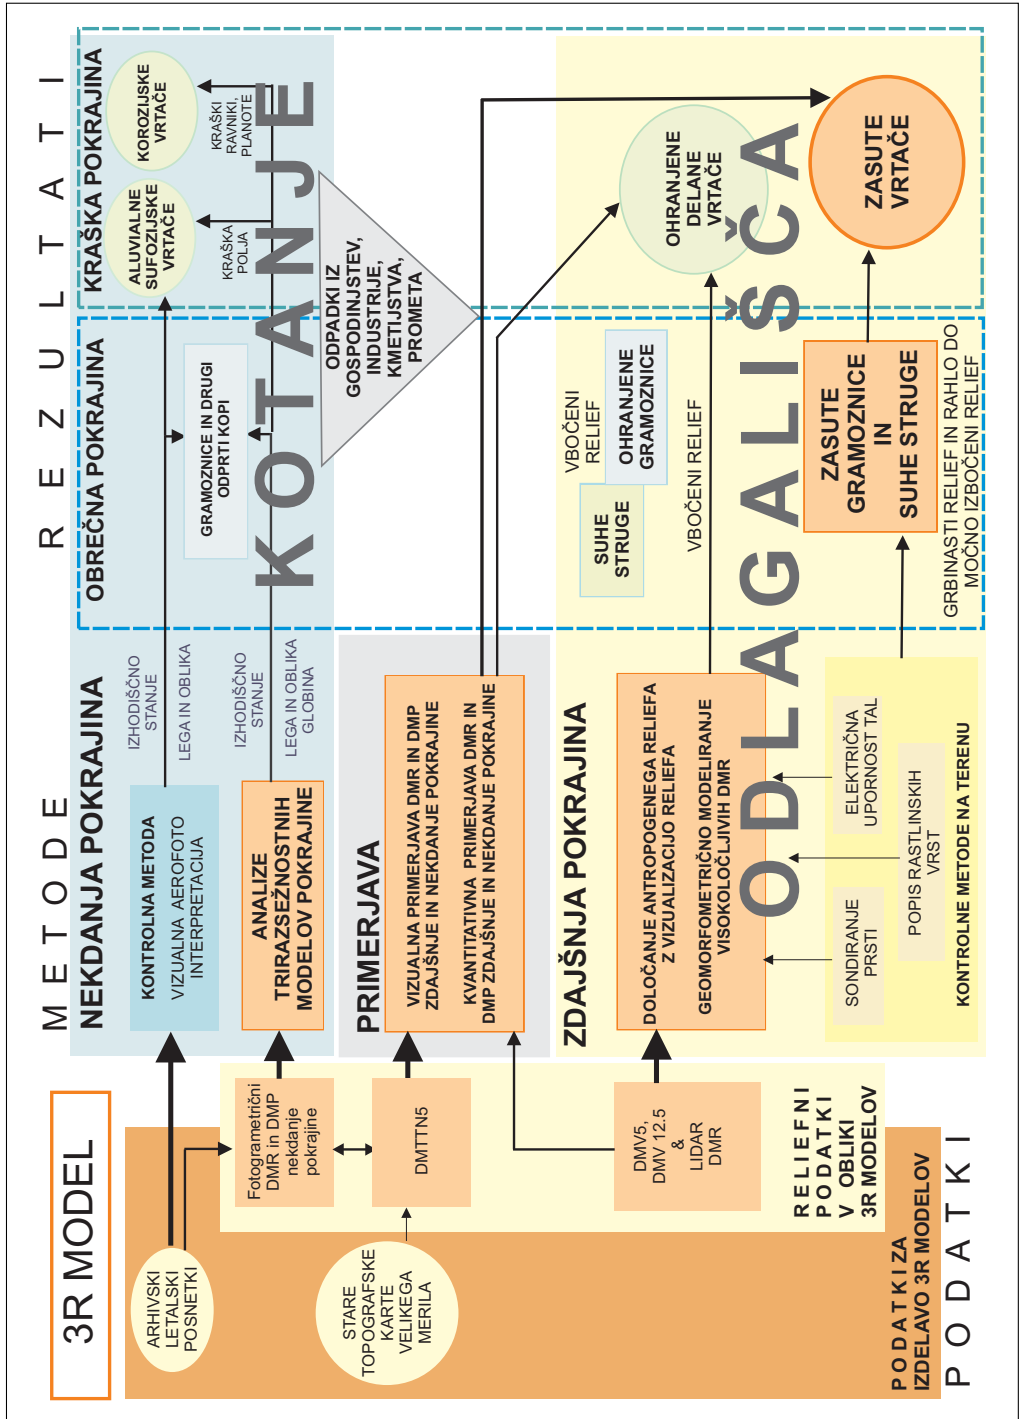 3R MODEL
M E T O D E
R E Z U L T A T I
NEKDANJA POKRAJINA
OBREČNA POKRAJINA
KRAŠKA POKRAJINA
ARHIVSKI
LETALSKI
POSNETKI
KONTROLNA METODA
VIZUALNA AEROFOTO
INTERPRETACIJA
IZHODIŠČNO
STANJE
LEGA IN OBLIKA
GRAMOZNICE IN DRUGI
ODPRTI KOPI
ALUVIALNE
SUFOZIJSKE
VRTAČE
KOROZIJSKE
VRTAČE
KRAŠKA
POLJA
KRAŠKI
RAVNIKI,
PLANOTE
Fotogrametrični
DMR in DMP
nekdanje
pokrajine
ANALIZE
TRIRAZSEŽNOSTNIH
MODELOV POKRAJINE
IZHODIŠČNO
STANJE
LEGA IN OBLIKA
GLOBINA
K O T A N J E
STARE
TOPOGRAFSKE
KARTE
VELIKEGA
MERILA
DMTTN5
PRIMERJAVA
VIZUALNA PRIMERJAVA DMR IN DMP
ZDAJŠNJE IN NEKDANJE POKRAJINE
KVANTITATIVNA PRIMERJAVA DMR IN
DMP ZDAJŠNJE IN NEKDANJE POKRAJINE
ODPADKI IZ
GOSPODINJSTEV,
INDUSTRIJE,
KMETIJSTVA,
PROMETA
ZDAJŠNJA POKRAJINA
DMV5,
DMV 12.5
&
LIDAR
DMR
DOLOČANJE ANTROPOGENEGA RELIEFA
Z VIZUALIZACIJO RELIEFA
GEOMORFOMETRIČNO MODELIRANJE
VISOKOLOČLJIVIH DMR
SUHE
STRUGE
VBOČENI
RELIEF
OHRANJENE
GRAMOZNICE
VBOČENI RELIEF
OHRANJENE
DELANE
VRTAČE
O D L A G A L I Š Č A
ZASUTE
GRAMOZNICE
IN
SUHE STRUGE
ZASUTE
VRTAČE
GRBINASTI RELIEF IN RAHLO DO
MOČNO IZBOČENI RELIEF
SONDIRANJE
PRSTI
POPIS RASTLINSKIH
VRST
ELEKTRIČNA
UPORNOST TAL
KONTROLNE METODE NA TERENU
R E L I E F N I
P O D A T K I
V OBLIKI
3R MODELOV
P O D A T K I ZA
IZDELAVO 3R MODELOV
P O D A T K I